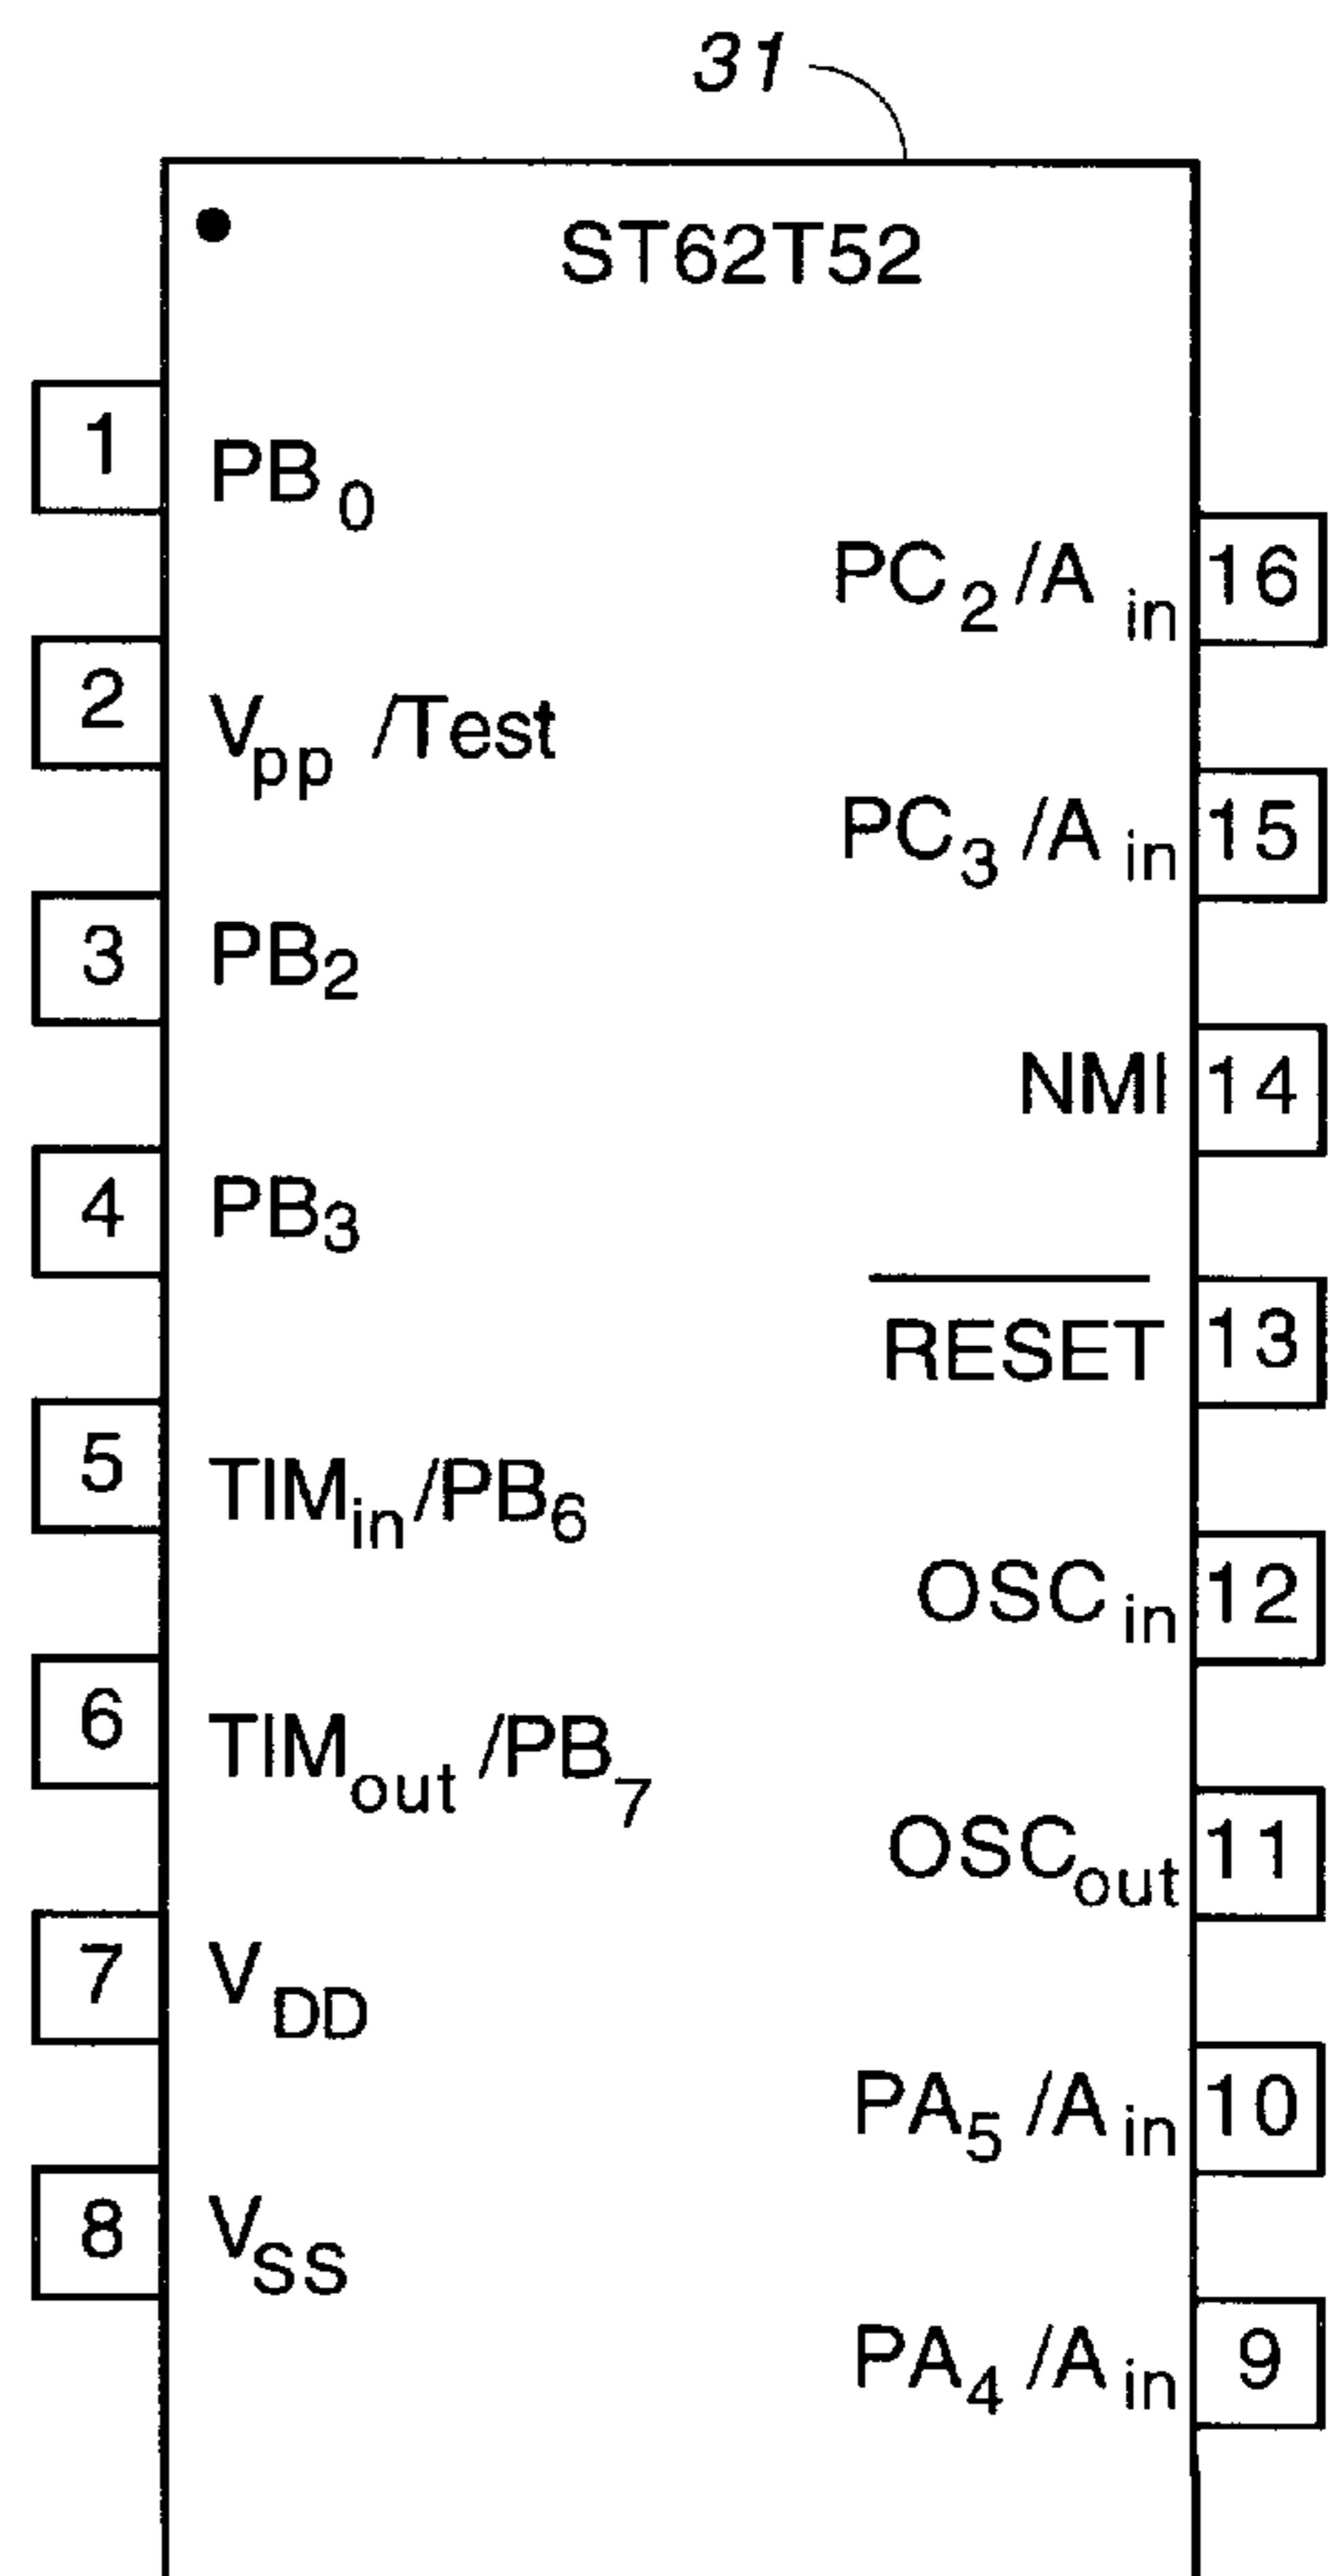 31
ST62T52
1 PB0
PC2/Ain 16
2 Vpp/Test
PC3/Ain 15
3 PB2
NMI 14
4 PB3
RESET 13
5 TIMin/PB6
OSCin 12
6 TIMout/PB7
OSCout 11
7 VDD
PA5/Ain 10
8 VSS
PA4/Ain 9